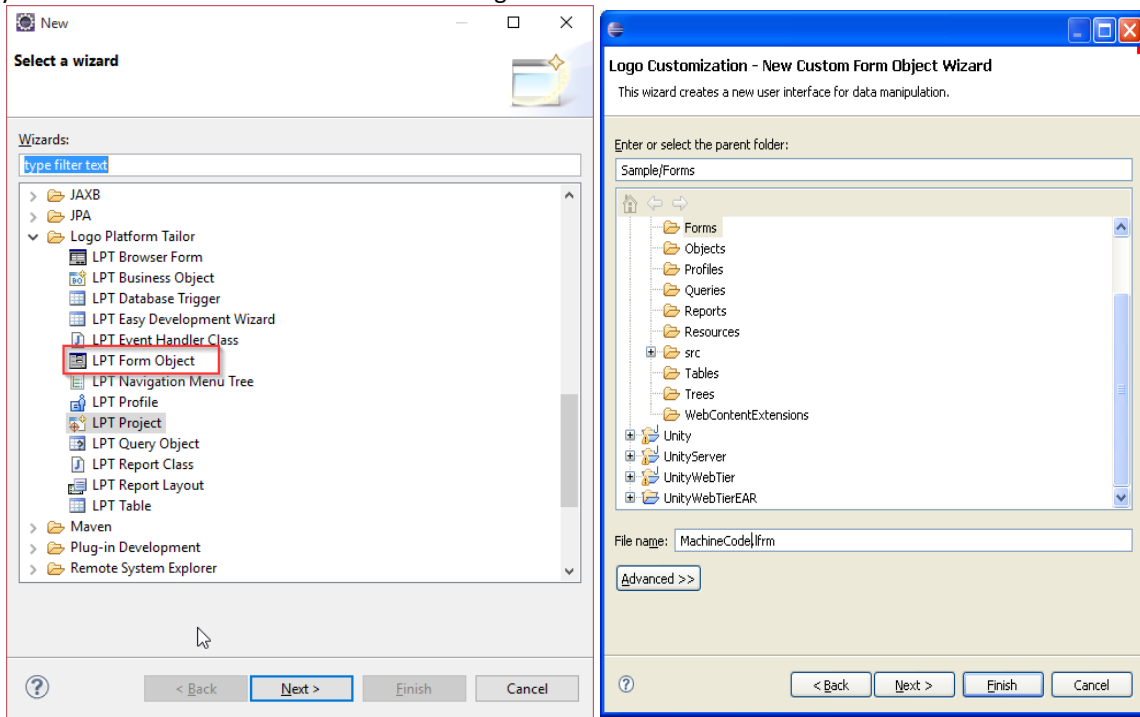 New
Select a wizard
Wizards:
type filter text
JAXB
JPA
Logo Platform Tailor
LPT Browser Form
LPT Business Object
LPT Database Trigger
LPT Easy Development Wizard
LPT Event Handler Class
LPT Form Object
LPT Navigation Menu Tree
LPT Profile
LPT Project
LPT Query Object
LPT Report Class
LPT Report Layout
LPT Table
Maven
Plug-in Development
Remote System Explorer
< Back Next > Finish Cancel
Logo Customization - New Custom Form Object Wizard
This wizard creates a new user interface for data manipulation.
Enter or select the parent folder:
Sample/Forms
Forms
Objects
Profiles
Queries
Reports
Resources
src
Tables
Trees
WebContentExtensions
Unity
UnityServer
UnityWebTier
UnityWebTierEAR
File name: MachineCode.lfrm
Advanced >>
< Back Next > Finish Cancel